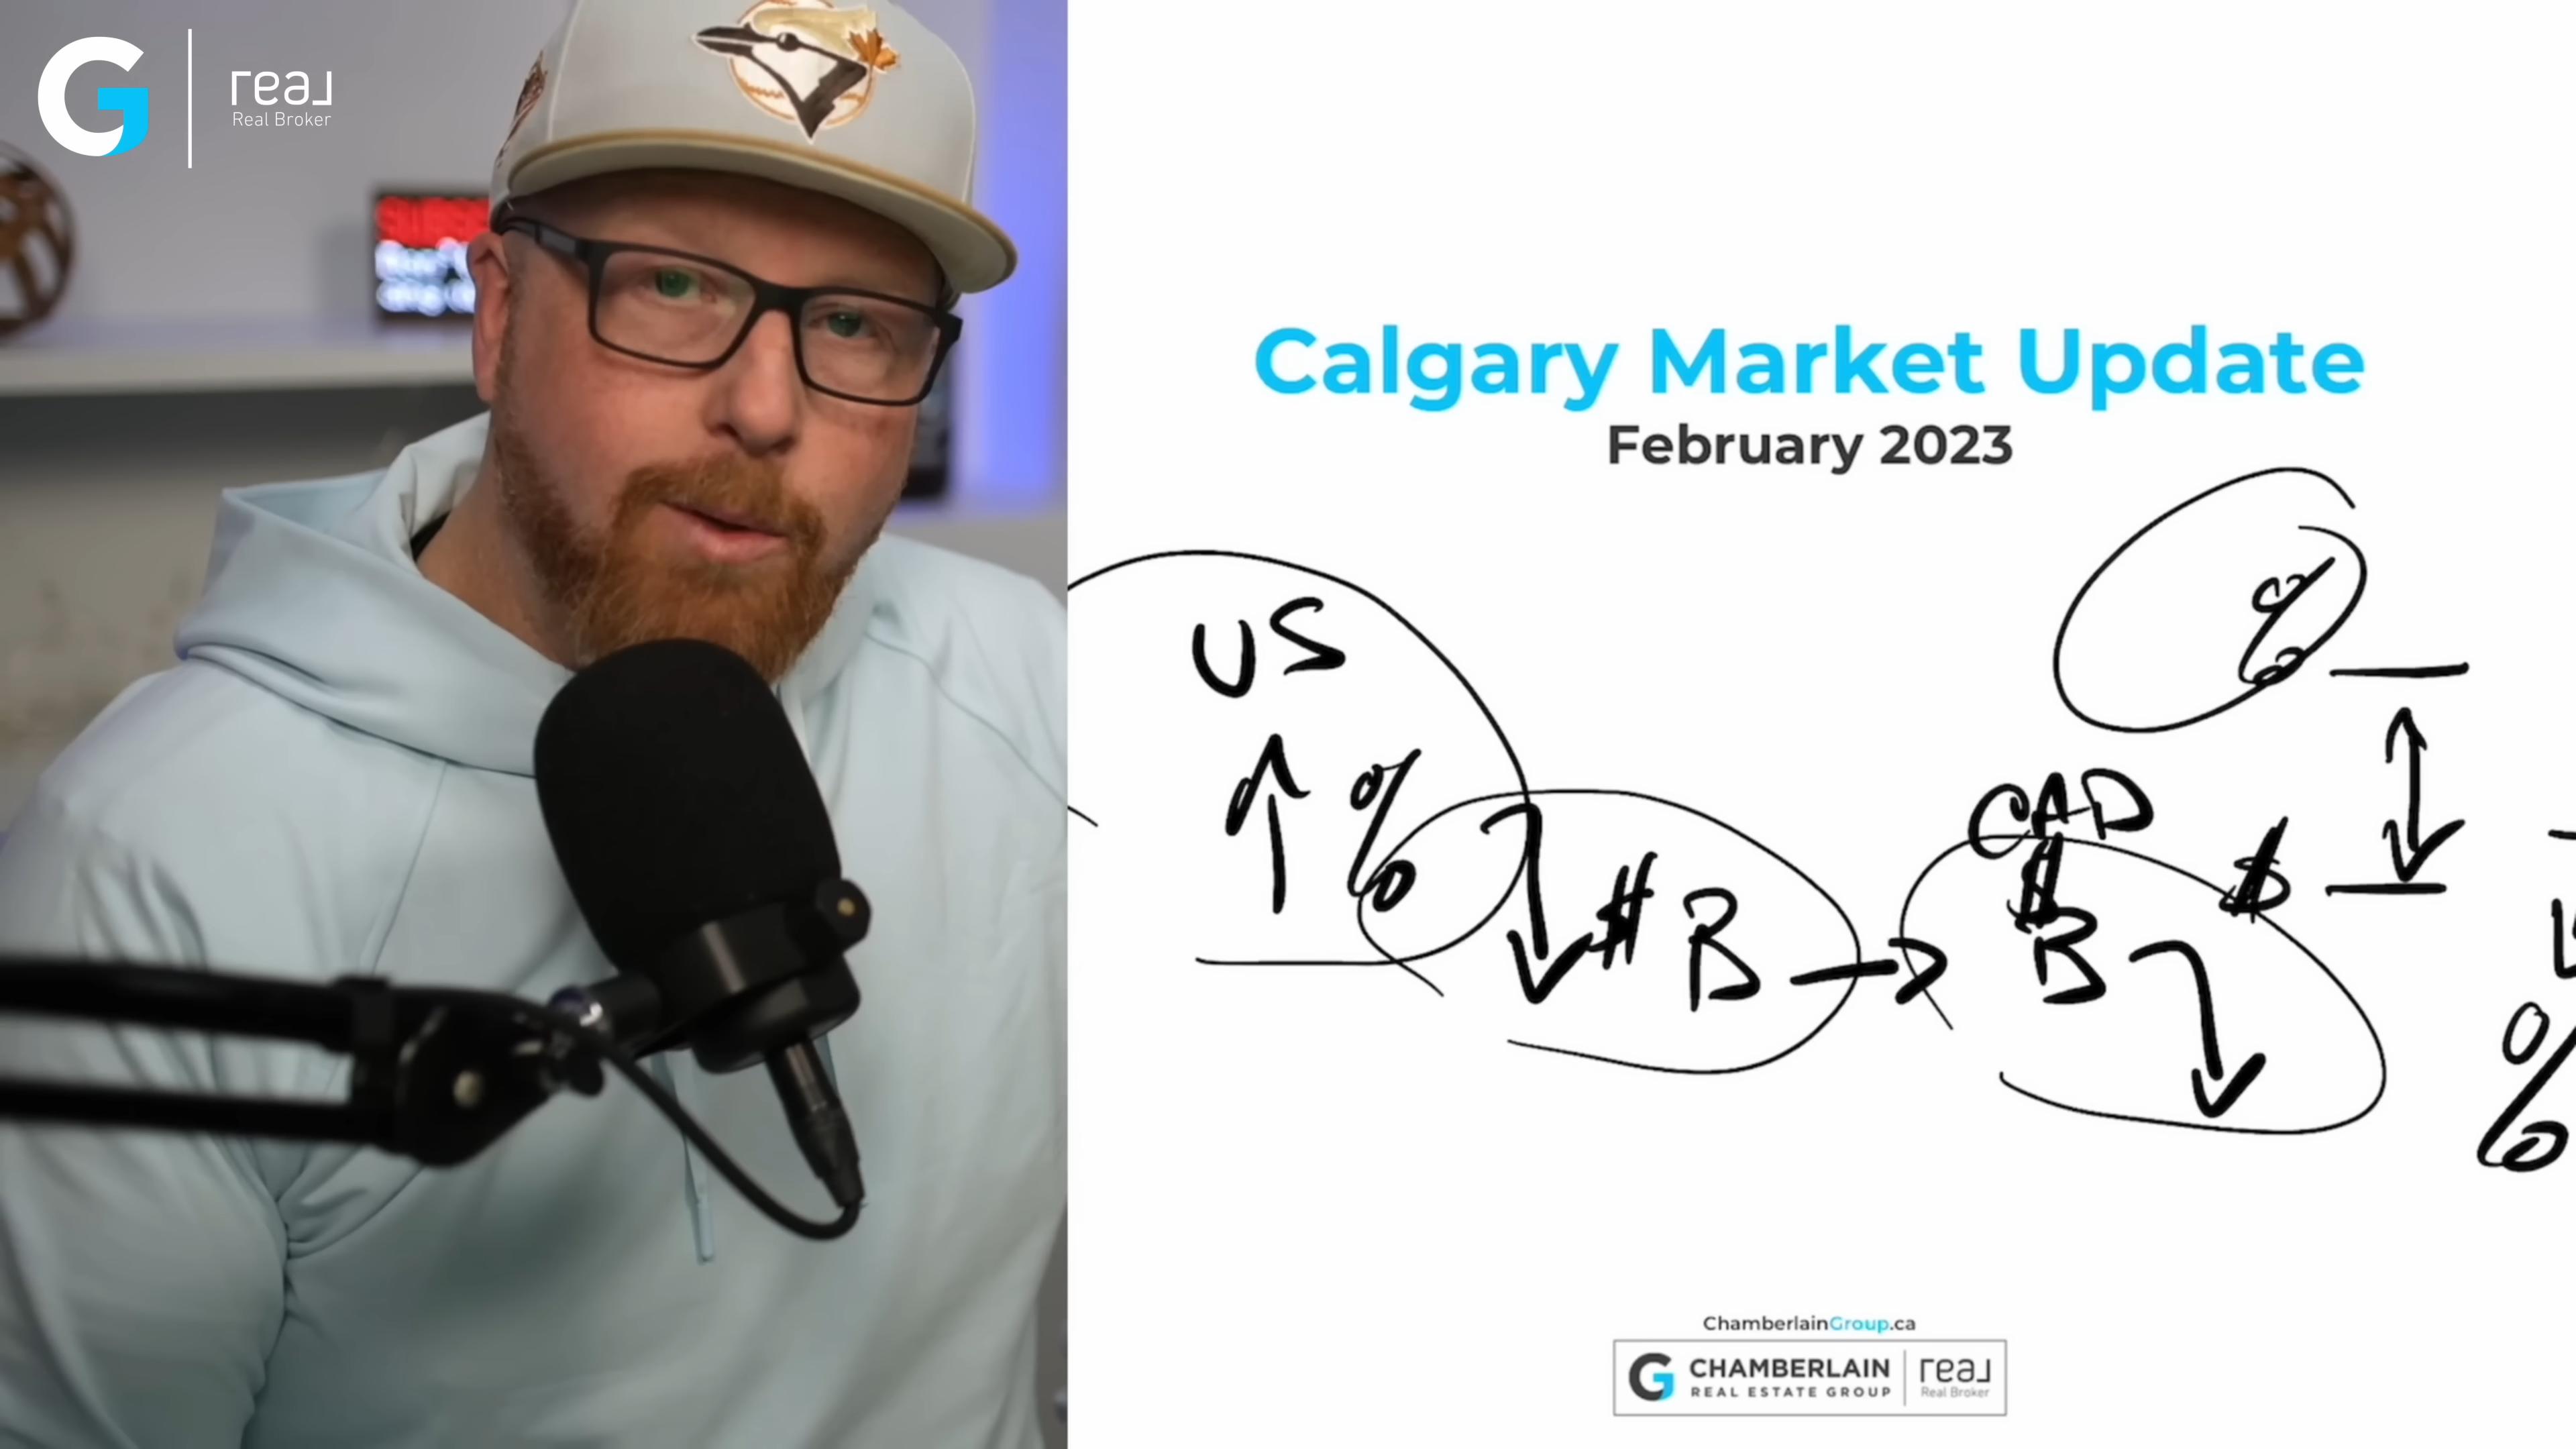 G
real
Real Broker
Calgary Market Update
February 2023
%
US
CAD
↑ %
$
↓ $ B → $ B ↓
%
ChamberlainGroup.ca
G CHAMBERLAIN real
REAL ESTATE GROUP Real Broker